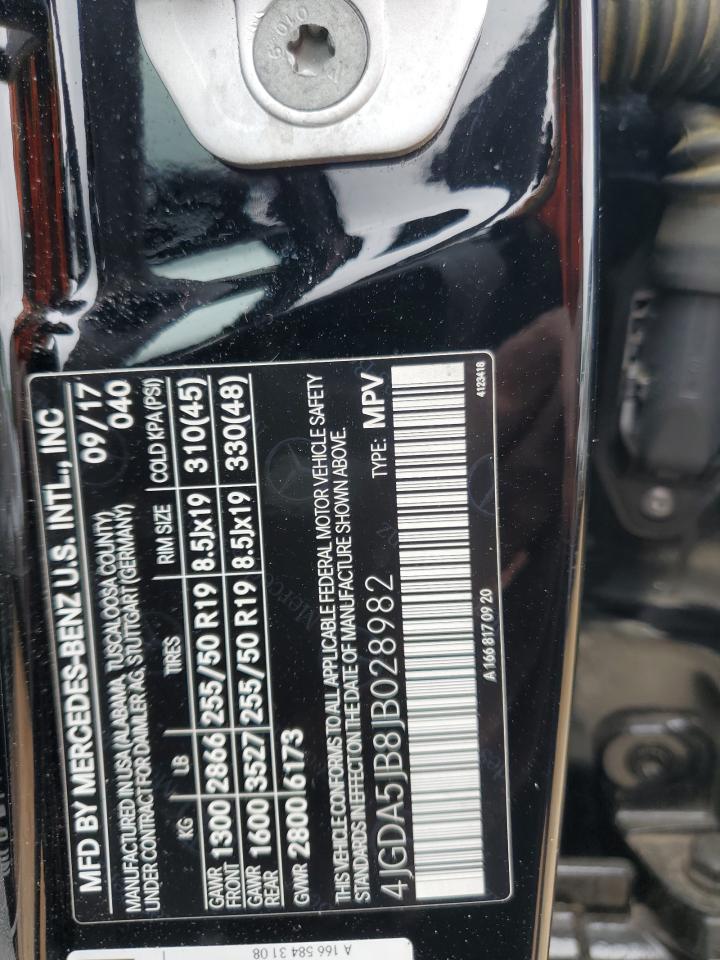 MFD BY MERCEDES-BENZ U.S. INTL., INC
MANUFACTURED IN USA (ALABAMA, TUSCALOOSA COUNTY) 09/17
UNDER CONTRACT FOR DAIMLER AG, STUTTGART (GERMANY) 040
KG LB TIRES RIM SIZE COLD KPA (PSI)
GAWR FRONT 1300 2866 255/50 R19 8.5Jx19 310(45)
GAWR REAR 1600 3527 255/50 R19 8.5Jx19 330(48)
GVWR 2800 6173
THIS VEHICLE CONFORMS TO ALL APPLICABLE FEDERAL MOTOR VEHICLE SAFETY
STANDARDS IN EFFECT ON THE DATE OF MANUFACTURE SHOWN ABOVE.
4JGDA5JB8JB028982 TYPE: MPV
A 166 817 09 20 4123418
A 166 584 31 08